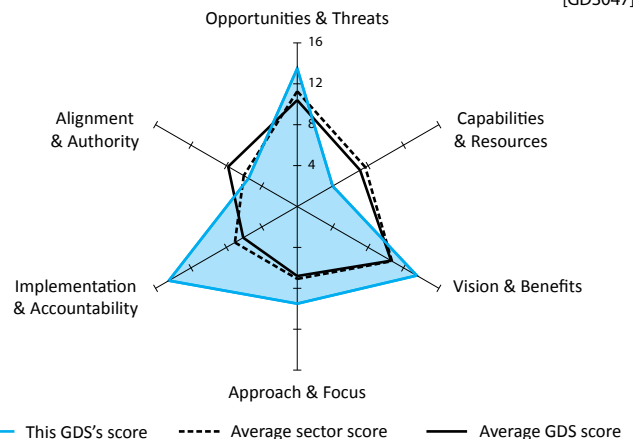 [GDS047]
Opportunities & Threats
16
12
8
4
Alignment
& Authority
Capabilities
& Resources
Implementation
& Accountability
Vision & Benefits
Approach & Focus
This GDS's score
Average sector score
Average GDS score